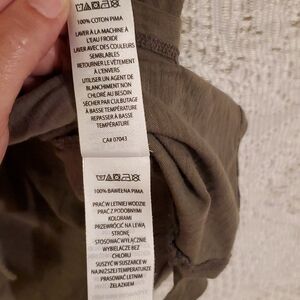 100% COTON PIMA
LAVER À LA MACHINE À
L'EAU FROIDE
LAVER AVEC DES COULEURS
SEMBLABLES
RETOURNER LE VÊTEMENT
À L'ENVERS
UTILISER UN AGENT DE
BLANCHIMENT NON
CHLORÉ AU BESOIN
SÉCHER PAR CULBUTAGE
À BASSE TEMPÉRATURE
REPASSER À BASSE
TEMPÉRATURE
CA# 07043
100% BAWEŁNA PIMA
PRAĆ W LETNIEJ WODZIE
PRAĆ Z PODOBNYMI
KOLORAMI
PRZEWRÓCIĆ NA LEWĄ
STRONĘ
STOSOWAĆ WYŁĄCZNIE
WYBIELACZE BEZ
CHLORU
SUSZYĆ W SUSZARCE W
NAJNIŻSZEJ TEMPERATURZE
PRASOWAĆ LETNIM
ŻELAZKIEM